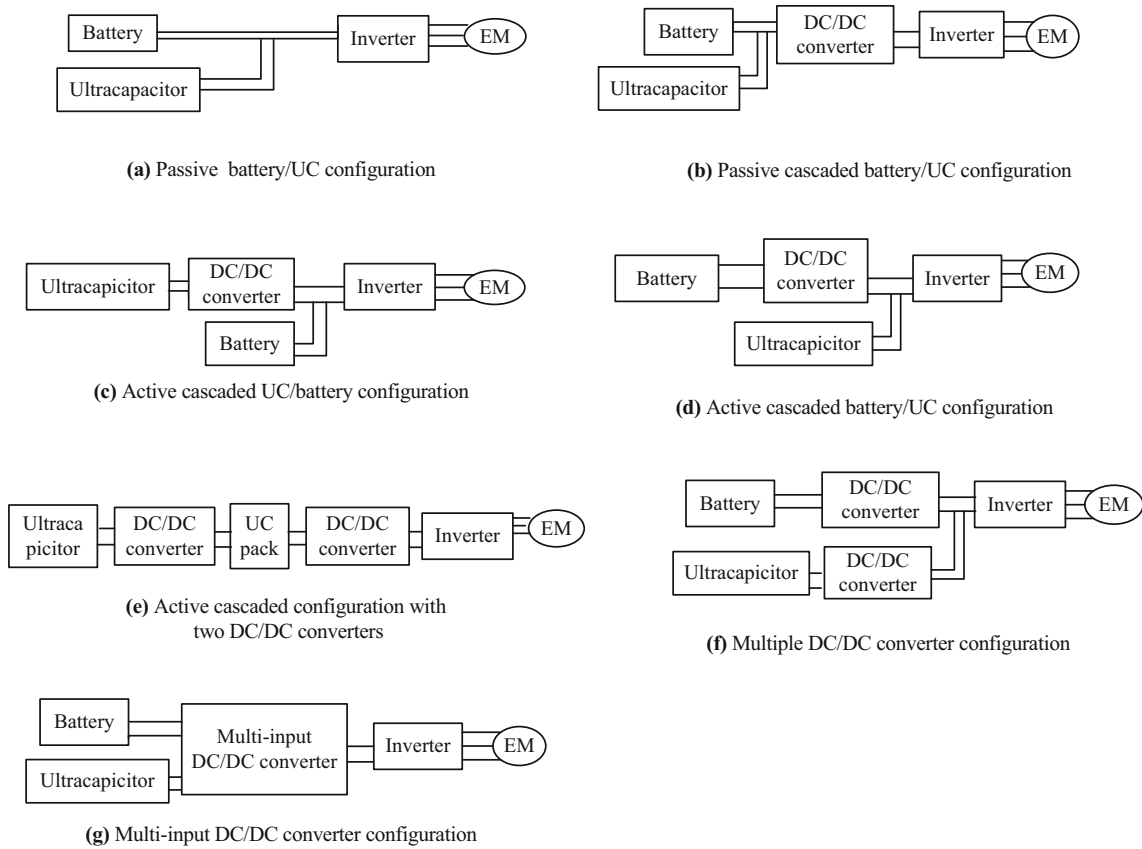 Battery
Ultracapacitor
Inverter
EM
(a) Passive battery/UC configuration
Battery
Ultracapacitor
DC/DC
converter
Inverter
EM
(b) Passive cascaded battery/UC configuration
Ultracapicitor
DC/DC
converter
Battery
Inverter
EM
(c) Active cascaded UC/battery configuration
Battery
DC/DC
converter
Ultracapicitor
Inverter
EM
(d) Active cascaded battery/UC configuration
Ultraca
picitor
DC/DC
converter
UC
pack
DC/DC
converter
Inverter
EM
(e) Active cascaded configuration with
two DC/DC converters
Battery
DC/DC
converter
Ultracapicitor
DC/DC
converter
Inverter
EM
(f) Multiple DC/DC converter configuration
Battery
Ultracapicitor
Multi-input
DC/DC converter
Inverter
EM
(g) Multi-input DC/DC converter configuration